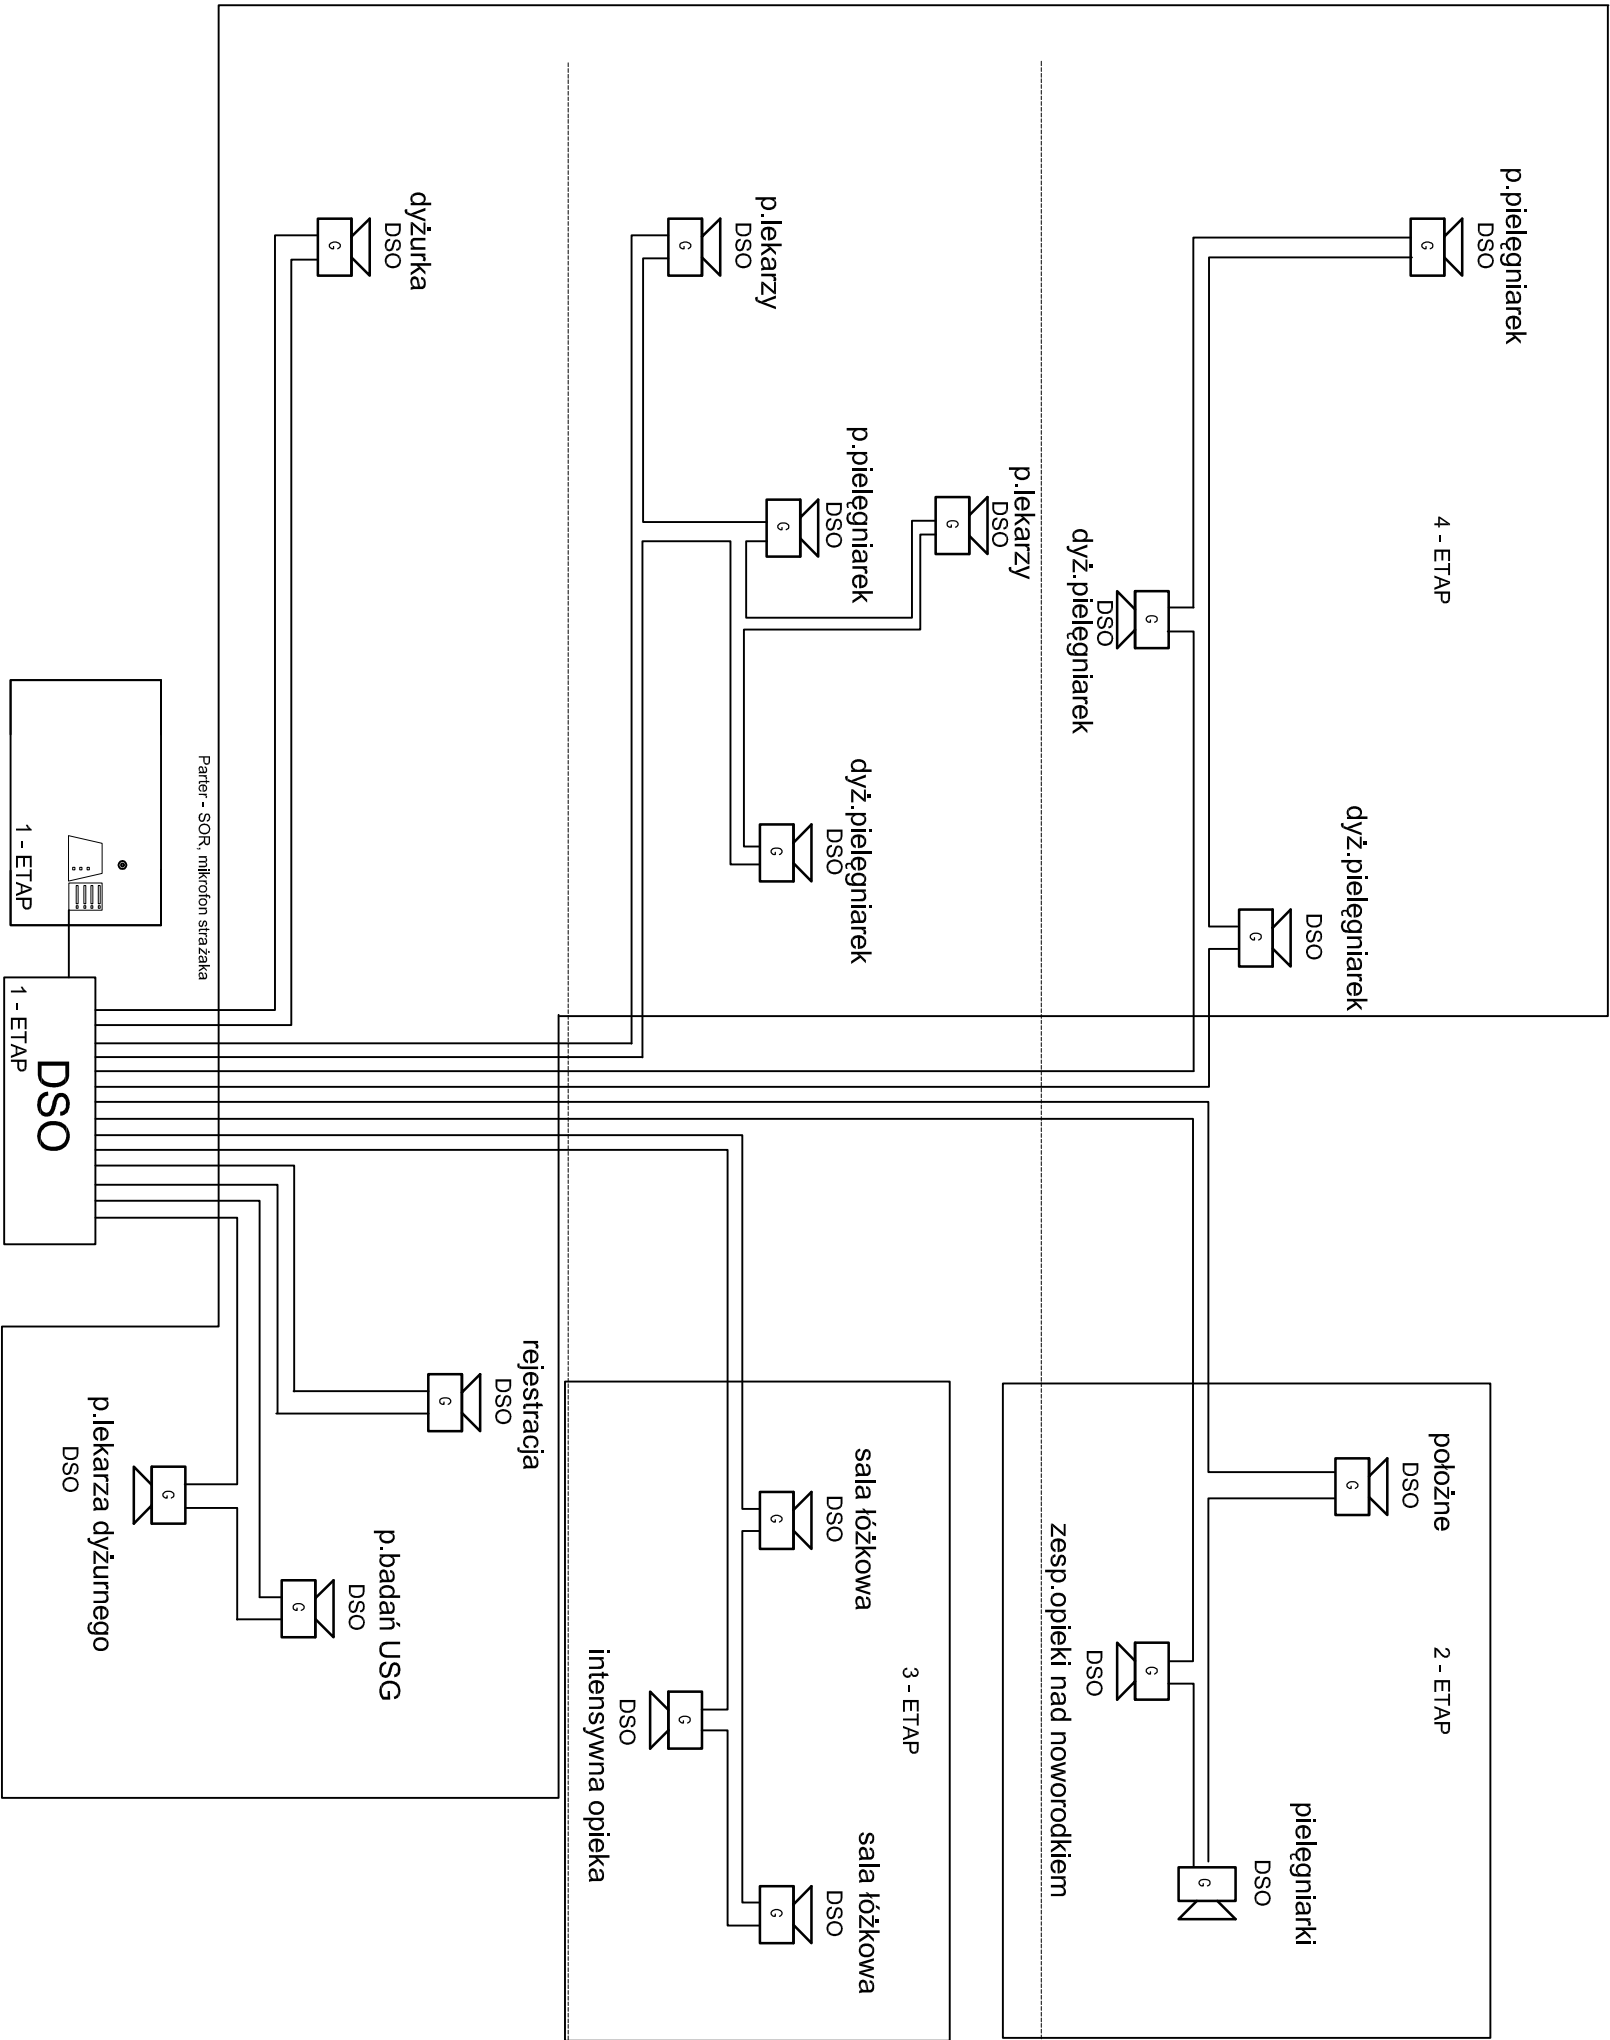 p.pielęgniarek
DSO
G
4 - ETAP
dyż.pielęgniarek
DSO
G
G
DSO
dyż.pielęgniarek
położne
DSO
G
2 - ETAP
pielęgniarki
DSO
G
G
DSO
zesp.opieki nad noworodkiem
p.lekarzy
DSO
G
p.pielęgniarek
DSO
G
dyż.pielęgniarek
DSO
G
p.lekarzy
DSO
G
3 - ETAP
sala łóżkowa
DSO
G
sala łóżkowa
DSO
G
G
DSO
intensywna opieka
dyżurka
DSO
G
rejestracja
DSO
G
p.badań USG
DSO
G
G
p.lekarza dyżurnego
DSO
Parter - SOR, mikrofon strażaka
1 - ETAP
DSO
1 - ETAP